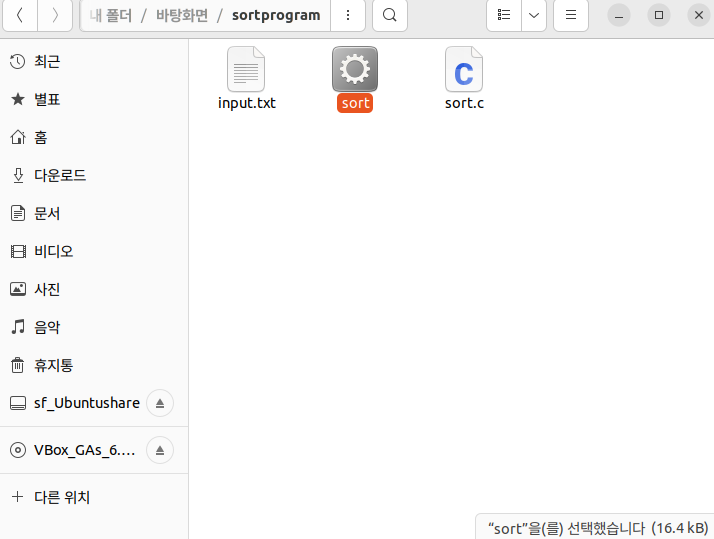 내 폴더 / 바탕화면 / sortprogram
최근
별표
홈
다운로드
문서
비디오
사진
음악
휴지통
sf_Ubuntushare
VBox_GAs_6....
다른 위치
input.txt
sort
sort.c
“sort”을(를) 선택했습니다 (16.4 kB)